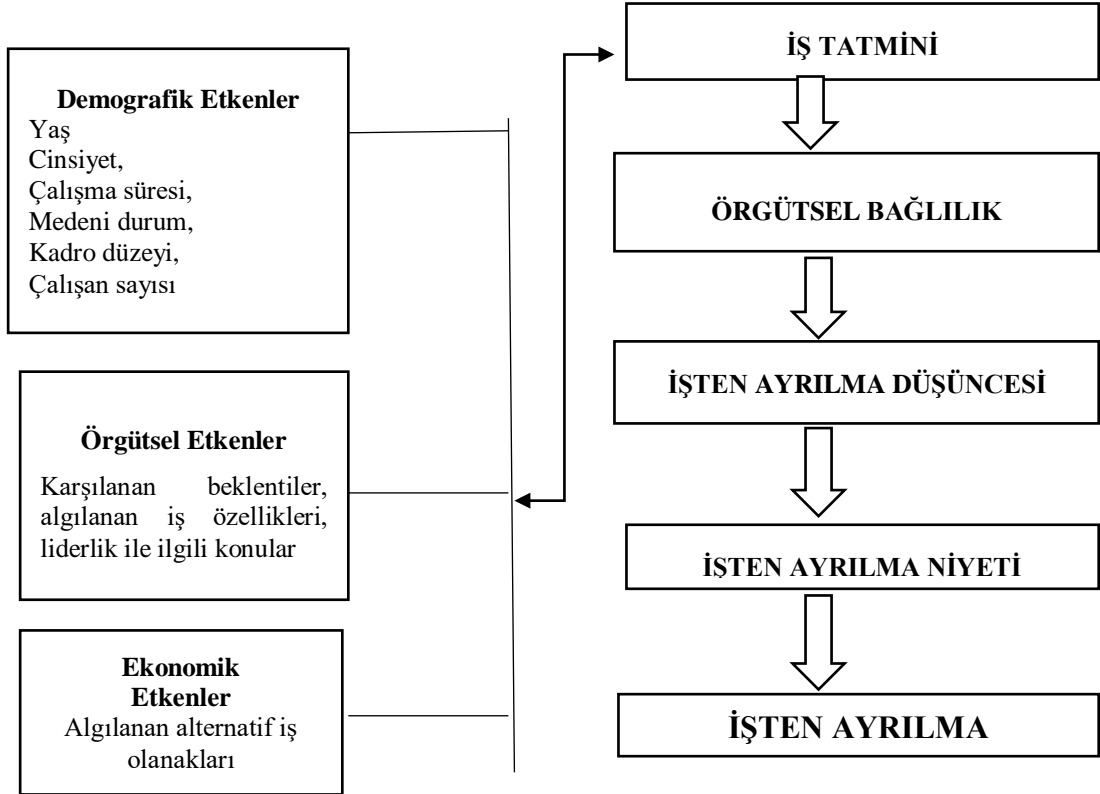 Demografik Etkenler
Yaş
Cinsiyet,
Çalışma süresi,
Medeni durum,
Kadro düzeyi,
Çalışan sayısı
Örgütsel Etkenler
Karşılanan beklentiler,
algılanan iş özellikleri,
liderlik ile ilgili konular
Ekonomik
Etkenler
Algılanan alternatif iş
olanakları
İŞ TATMİNİ
ÖRGÜTSEL BAĞLILIK
İŞTEN AYRILMA DÜŞÜNCESİ
İŞTEN AYRILMA NİYETİ
İŞTEN AYRILMA